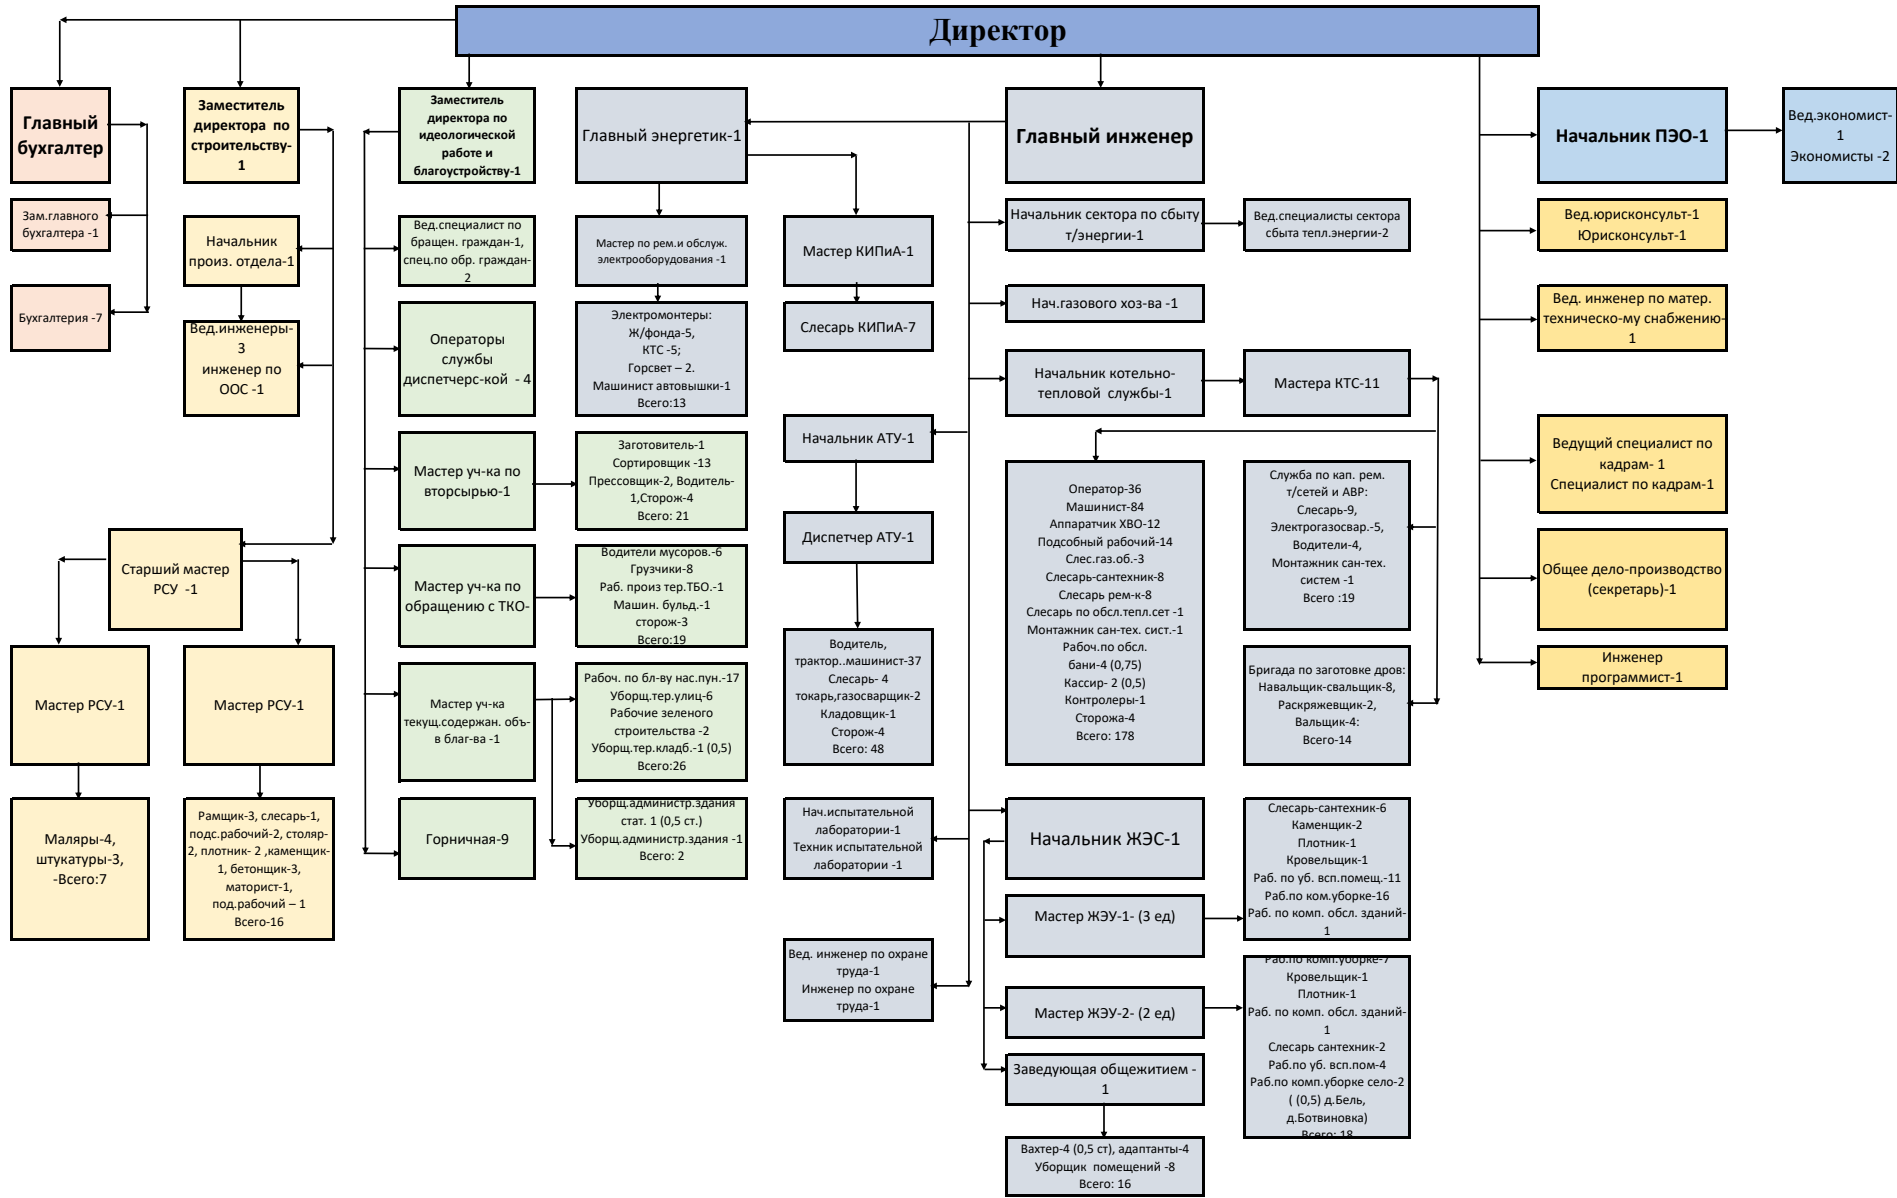 Директор
Главный
бухгалтер
Зам.главного
бухгалтера -1
Бухгалтерия -7
Заместитель
директора по
строительству-
1
Начальник
произ. отдела-1
Вед.инженеры-
3
инженер по
ООС -1
Старший мастер
РСУ -1
Мастер РСУ-1
Мастер РСУ-1
Маляры-4,
штукатуры-3,
-Всего:7
Рамщик-3, слесарь-1,
подс.рабочий-2, столяр-
2, плотник- 2 ,каменщик-
1, бетонщик-3,
маторист-1,
под.рабочий – 1
Всего-16
Заместитель
директора по
идеологической
работе и
благоустройству-1
Вед.специалист по
бращен. граждан-1,
спец.по обр. граждан-
2
Операторы
службы
диспетчерс-кой - 4
Мастер уч-ка по
вторсырью-1
Мастер уч-ка по
обращению с ТКО-
Мастер уч-ка
текущ.содержан. объ-
в благ-ва -1
Горничная-9
Главный энергетик-1
Мастер по рем.и обслуж.
электрооборудования -1
Электромонтеры:
Ж/фонда-5,
КТС -5;
Горсвет – 2.
Машинист автовышки-1
Всего:13
Заготовитель-1
Сортировщик -13
Прессовщик-2, Водитель-
1,Сторож-4
Всего: 21
Водители мусоров.-6
Грузчики-8
Раб. произ тер.ТБО.-1
Машин. бульд.-1
сторож-3
Всего:19
Рабоч. по бл-ву нас.пун.-17
Уборщ.тер.улиц-6
Рабочие зеленого
строительства -2
Уборщ.тер.кладб.-1 (0,5)
Всего:26
Уборщ.администр.здания
стат. 1 (0,5 ст.)
Уборщ.администр.здания -1
Всего: 2
Мастер КИПиА-1
Слесарь КИПиА-7
Начальник АТУ-1
Диспетчер АТУ-1
Водитель,
трактор..машинист-37
Слесарь- 4
токарь,газосварщик-2
Кладовщик-1
Сторож-4
Всего: 48
Нач.испытательной
лаборатории-1
Техник испытательной
лаборатории -1
Вед. инженер по охране
труда-1
Инженер по охране
труда-1
Главный инженер
Начальник сектора по сбыту
т/энергии-1
Вед.специалисты сектора
сбыта тепл.энергии-2
Нач.газового хоз-ва -1
Начальник котельно-
тепловой службы-1
Мастера КТС-11
Оператор-36
Машинист-84
Аппаратчик ХВО-12
Подсобный рабочий-14
Слес.газ.об.-3
Слесарь-сантехник-8
Слесарь рем-к-8
Слесарь по обсл.тепл.сет -1
Монтажник сан-тех. сист.-1
Рабоч.по обсл.
бани-4 (0,75)
Кассир- 2 (0,5)
Контролеры-1
Сторожа-4
Всего: 178
Служба по кап. рем.
т/сетей и АВР:
Слесарь-9,
Электрогазосвар.-5,
Водители-4,
Монтажник сан-тех.
систем -1
Всего :19
Бригада по заготовке дров:
Навальщик-свальщик-8,
Раскряжевщик-2,
Вальщик-4:
Всего-14
Начальник ЖЭС-1
Мастер ЖЭУ-1- (3 ед)
Слесарь-сантехник-6
Каменщик-2
Плотник-1
Кровельщик-1
Раб. по уб. всп.помещ.-11
Раб.по ком.уборке-16
Раб. по комп. обсл. зданий-
1
Мастер ЖЭУ-2- (2 ед)
Раб.по комп.уборке-7
Кровельщик-1
Плотник-1
Раб. по комп. обсл. зданий-
1
Слесарь сантехник-2
Раб.по уб. всп.пом-4
Раб.по комп.уборке село-2
( (0,5) д.Бель,
д.Ботвиновка)
Всего: 18
Заведующая общежитием -
1
Вахтер-4 (0,5 ст), адаптанты-4
Уборщик помещений -8
Всего: 16
Начальник ПЭО-1
Вед.экономист-
1
Экономисты -2
Вед.юрисконсульт-1
Юрисконсульт-1
Вед. инженер по матер.
техническо-му снабжению-
1
Ведущий специалист по
кадрам- 1
Специалист по кадрам-1
Общее дело-производство
(секретарь)-1
Инженер
программист-1